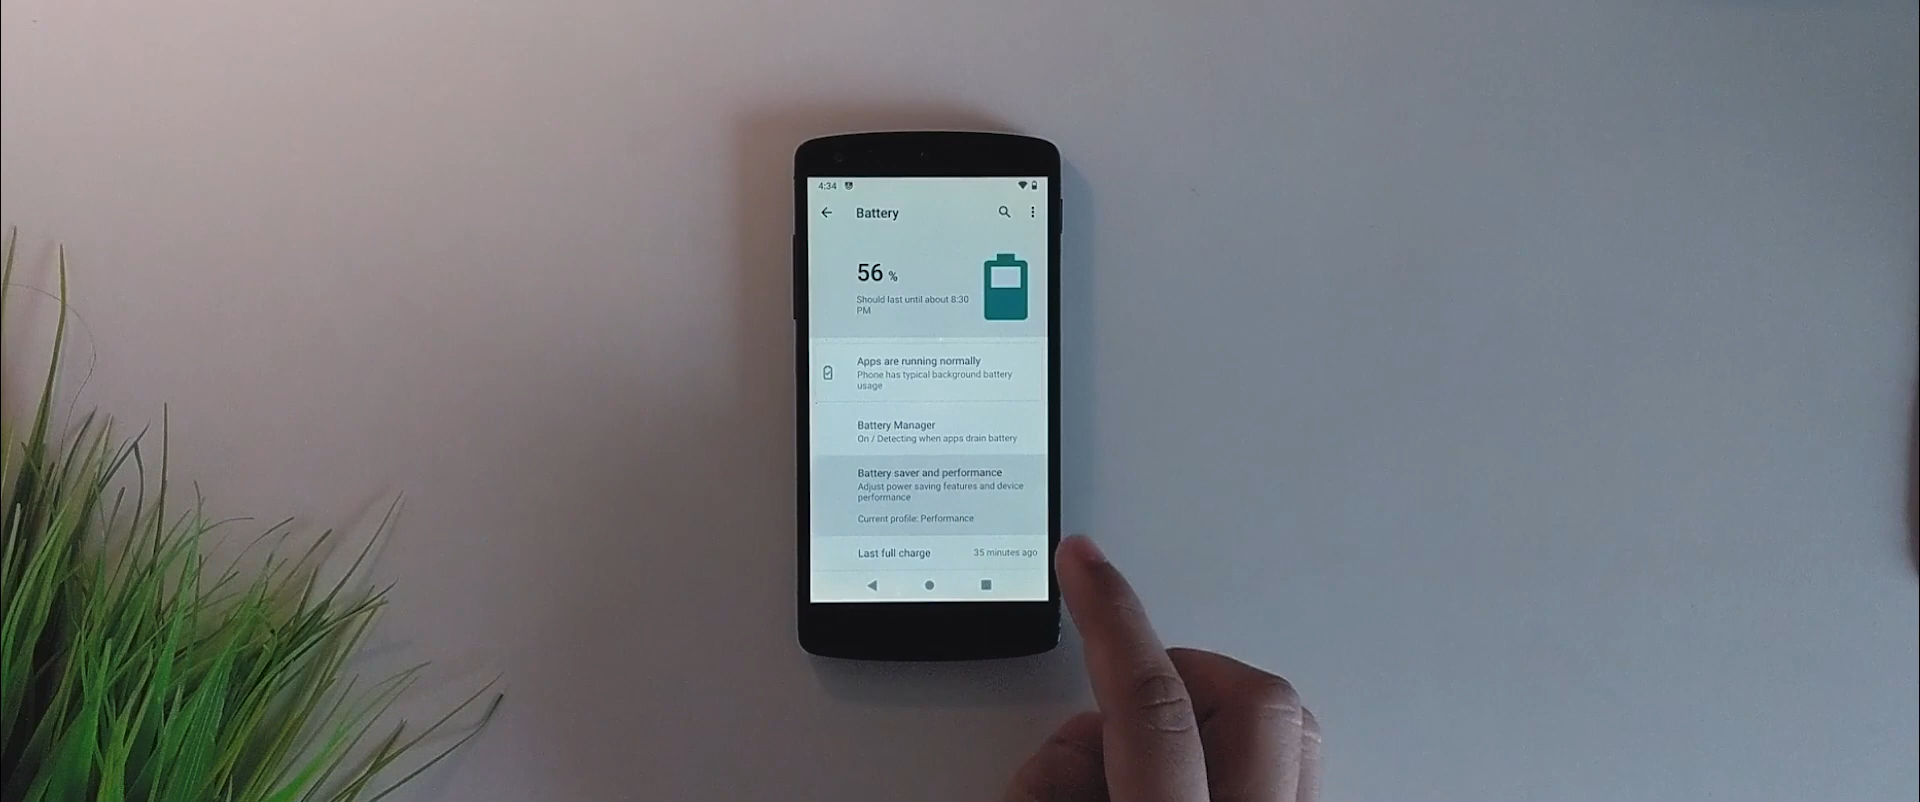 4:34
Battery
56 %
Should last until about 8:30
PM
Apps are running normally
Phone has typical background battery
usage
Battery Manager
On / Detecting when apps drain battery
Battery saver and performance
Adjust power saving features and device
performance
Current profile: Performance
Last full charge 35 minutes ago